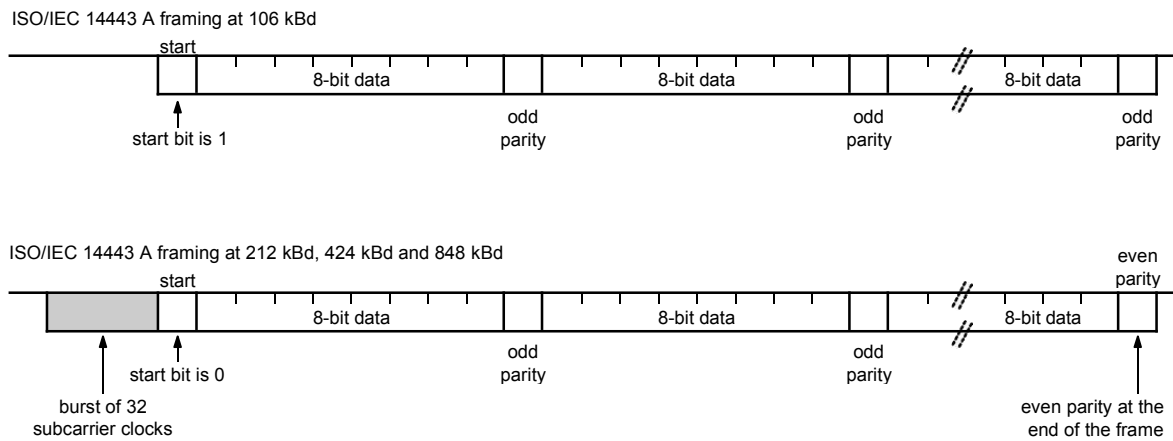 ISO/IEC 14443 A framing at 106 kBd
start
8-bit data
8-bit data
8-bit data
start bit is 1
odd
parity
odd
parity
odd
parity
ISO/IEC 14443 A framing at 212 kBd, 424 kBd and 848 kBd
start
even
parity
8-bit data
8-bit data
8-bit data
start bit is 0
odd
parity
odd
parity
burst of 32
subcarrier clocks
even parity at the
end of the frame